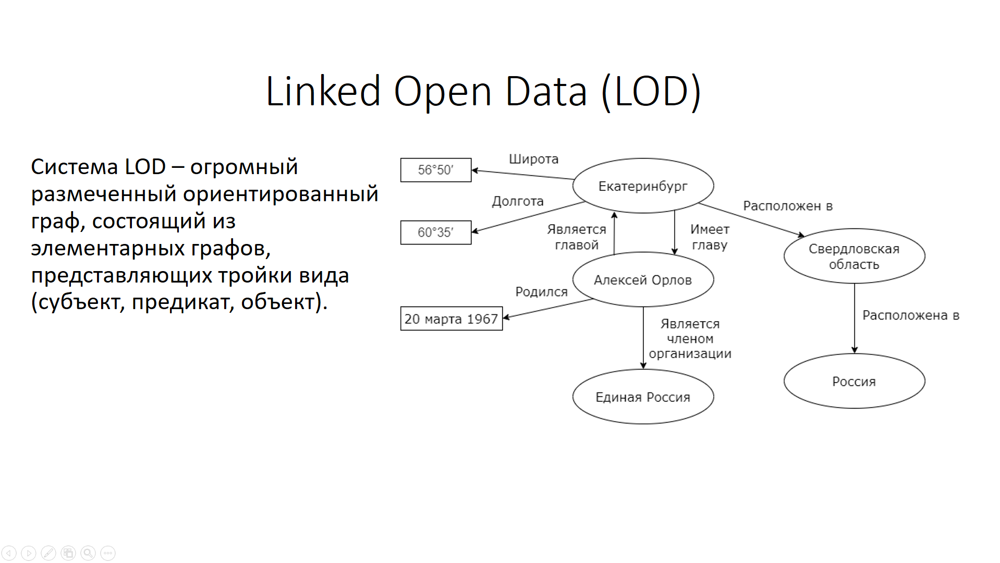 Linked Open Data (LOD)
Система LOD – огромный
размеченный ориентированный
граф, состоящий из
элементарных графов,
представляющих тройки вида
(субъект, предикат, объект).
Широта
56°50′
Екатеринбург
Долгота
60°35′
Расположен в
Является
главой
Имеет
главу
Свердловская
область
Алексей Орлов
Родился
20 марта 1967
Является
членом
организации
Расположена в
Единая Россия
Россия